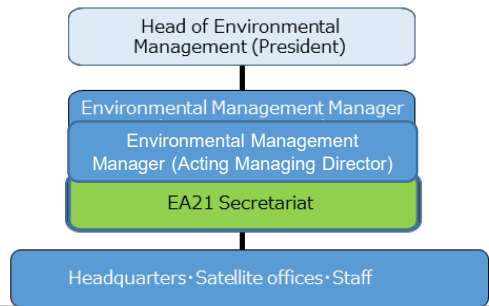 Head of Environmental
Management (President)
Environmental Management Manager
Environmental Management
Manager (Acting Managing Director)
EA21 Secretariat
Headquarters･Satellite offices･Staff